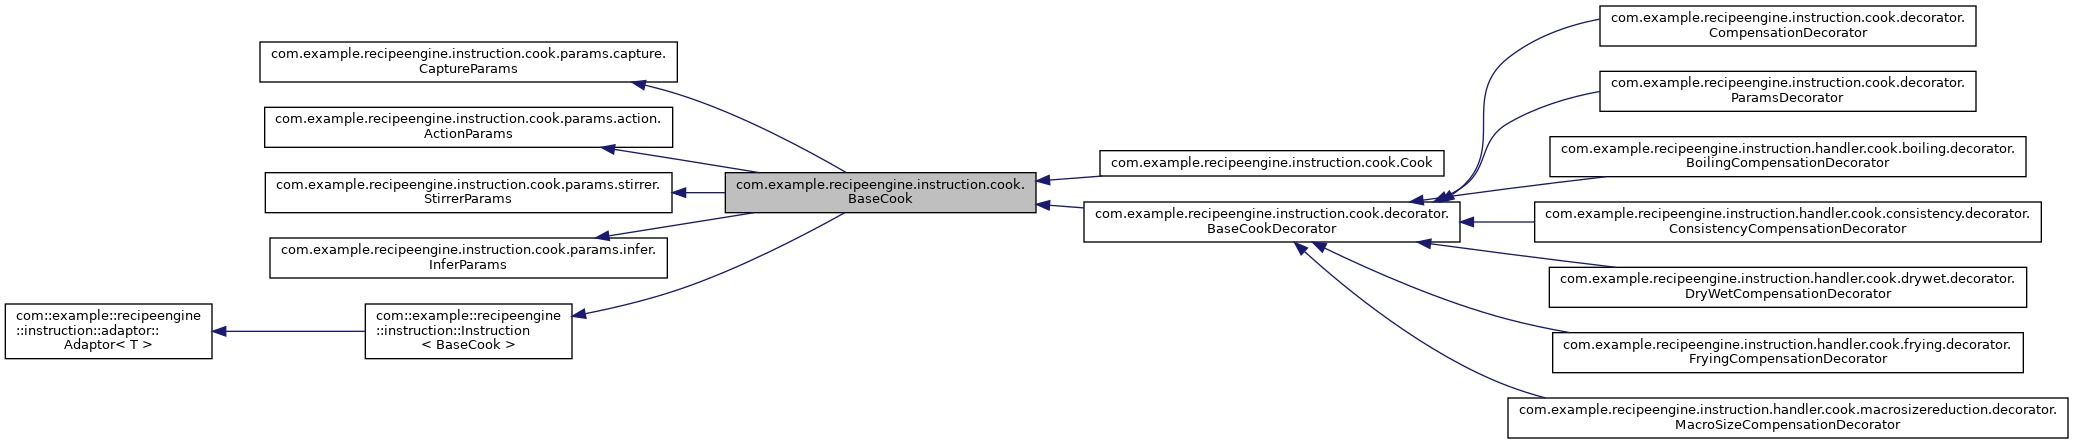 com.example.recipeengine.instruction.cook.params.capture.
CaptureParams
com.example.recipeengine.instruction.cook.params.action.
ActionParams
com.example.recipeengine.instruction.cook.params.stirrer.
StirrerParams
com.example.recipeengine.instruction.cook.params.infer.
InferParams
com::example::recipeengine
::instruction::adaptor::
Adaptor< T >
com::example::recipeengine
::instruction::Instruction
< BaseCook >
com.example.recipeengine.instruction.cook.
BaseCook
com.example.recipeengine.instruction.cook.Cook
com.example.recipeengine.instruction.cook.decorator.
BaseCookDecorator
com.example.recipeengine.instruction.cook.decorator.
CompensationDecorator
com.example.recipeengine.instruction.cook.decorator.
ParamsDecorator
com.example.recipeengine.instruction.handler.cook.boiling.decorator.
BoilingCompensationDecorator
com.example.recipeengine.instruction.handler.cook.consistency.decorator.
ConsistencyCompensationDecorator
com.example.recipeengine.instruction.handler.cook.drywet.decorator.
DryWetCompensationDecorator
com.example.recipeengine.instruction.handler.cook.frying.decorator.
FryingCompensationDecorator
com.example.recipeengine.instruction.handler.cook.macrosizereduction.decorator.
MacroSizeCompensationDecorator